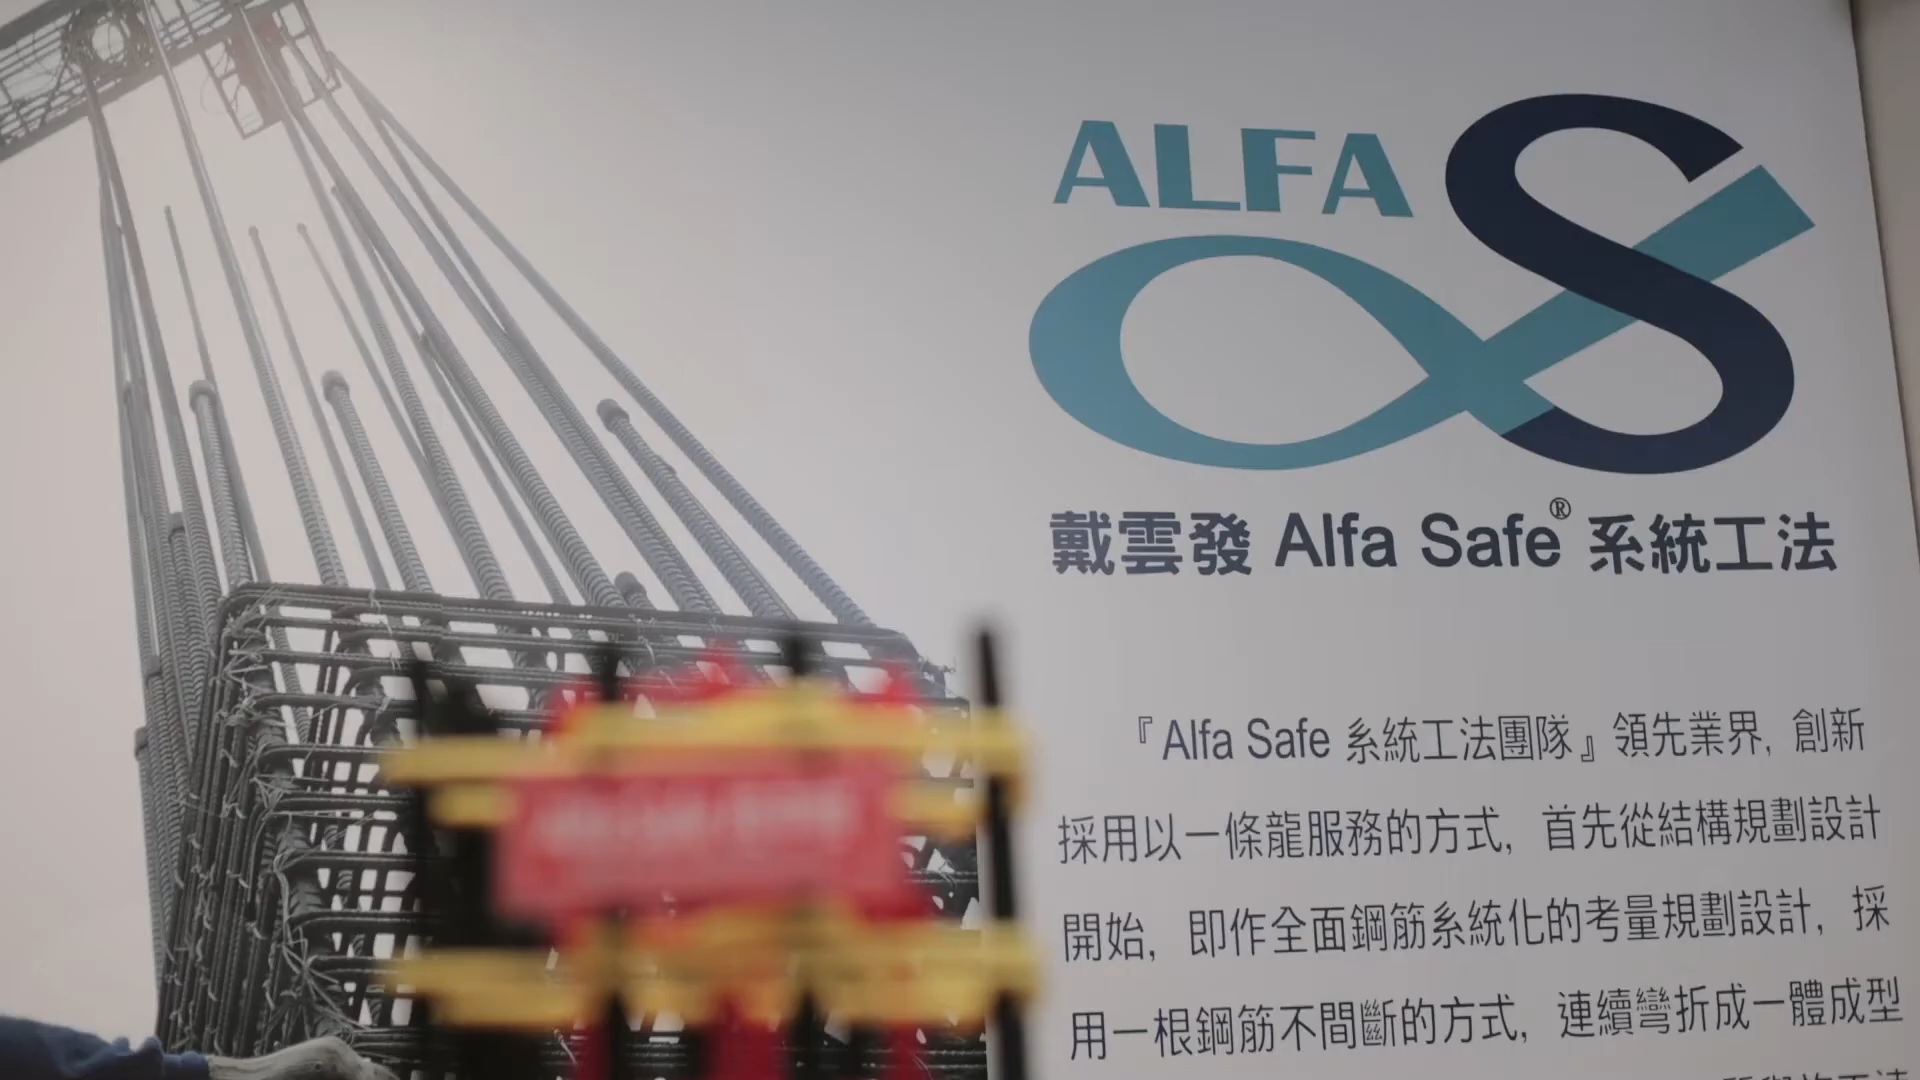 ALFA S
戴雲發 Alfa Safe® 系統工法
『Alfa Safe 系統工法團隊』領先業界, 創新
採用以一條龍服務的方式, 首先從結構規劃設計
開始, 即作全面鋼筋系統化的考量規劃設計, 採
用一根鋼筋不間斷的方式, 連續彎折成一體成型